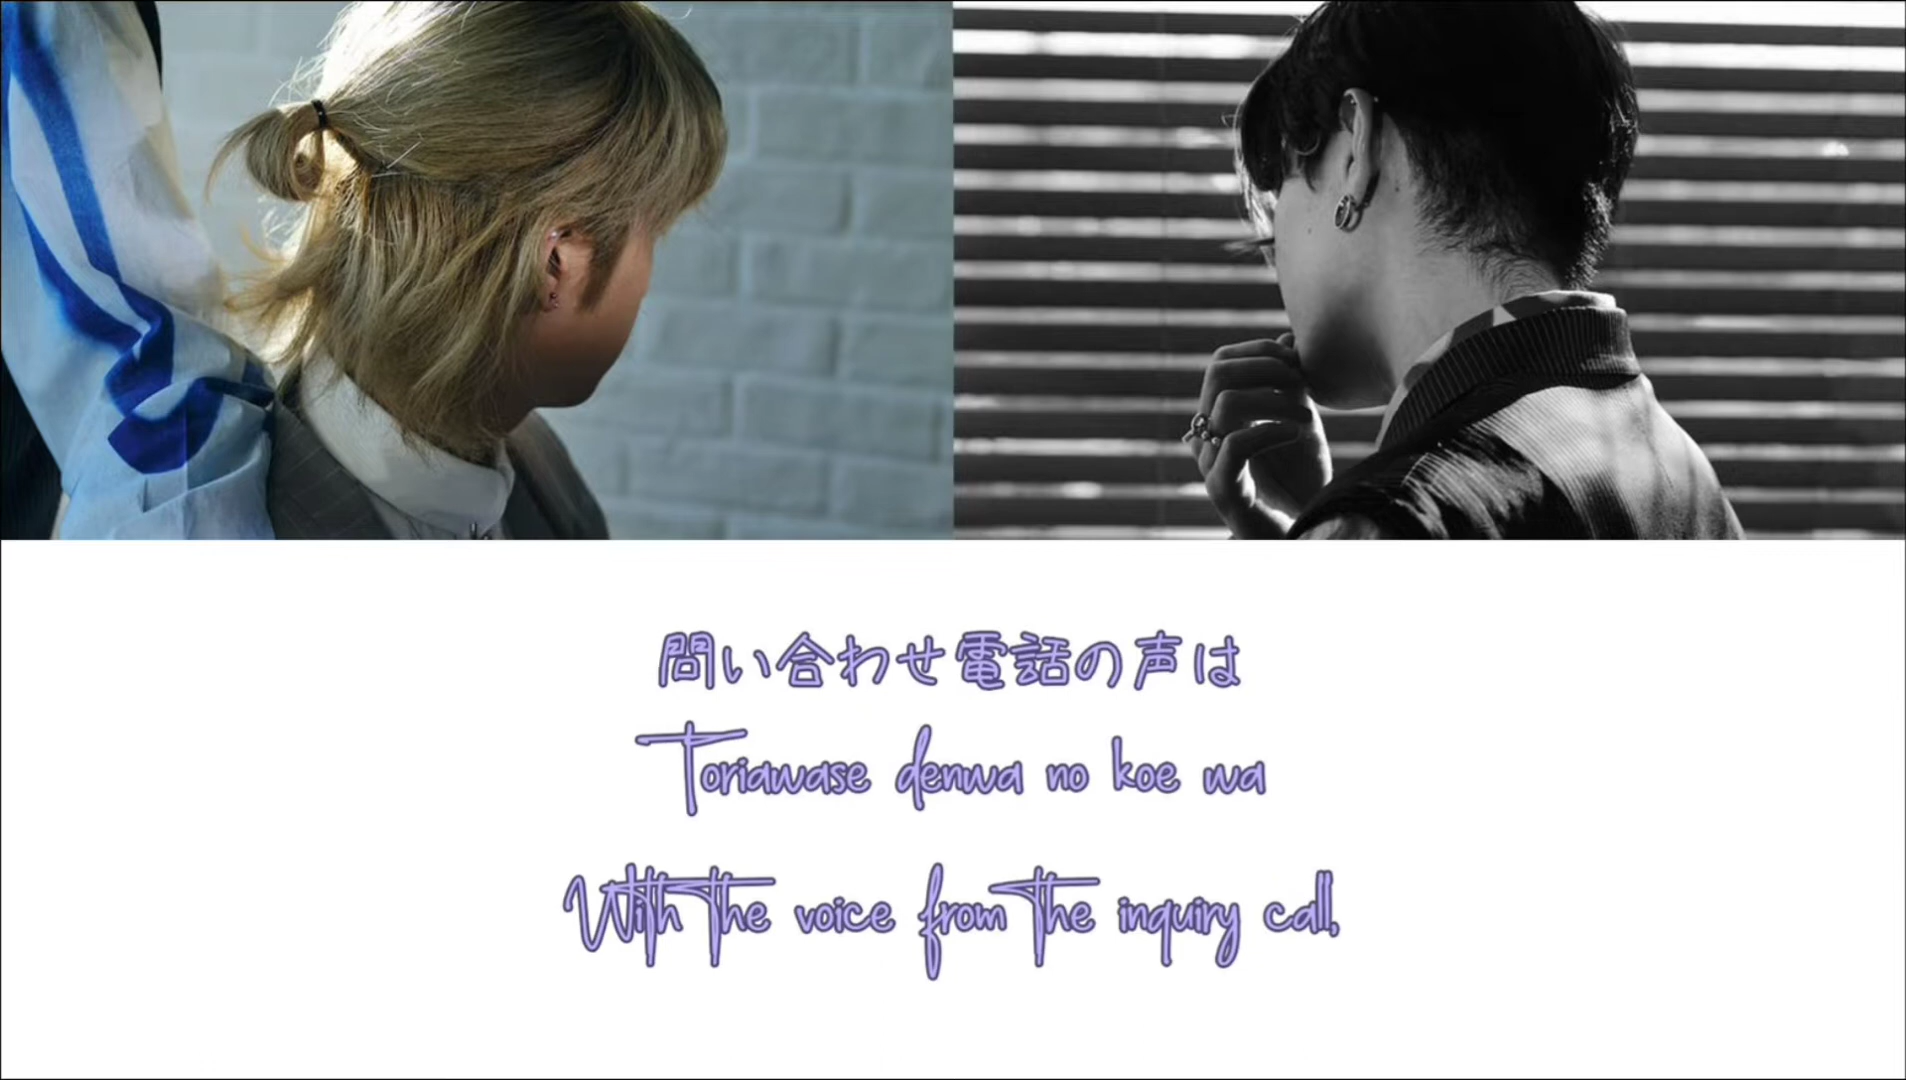 問い合わせ電話の声は
Toriawase denwa no koe wa
With the voice from the inquiry call,